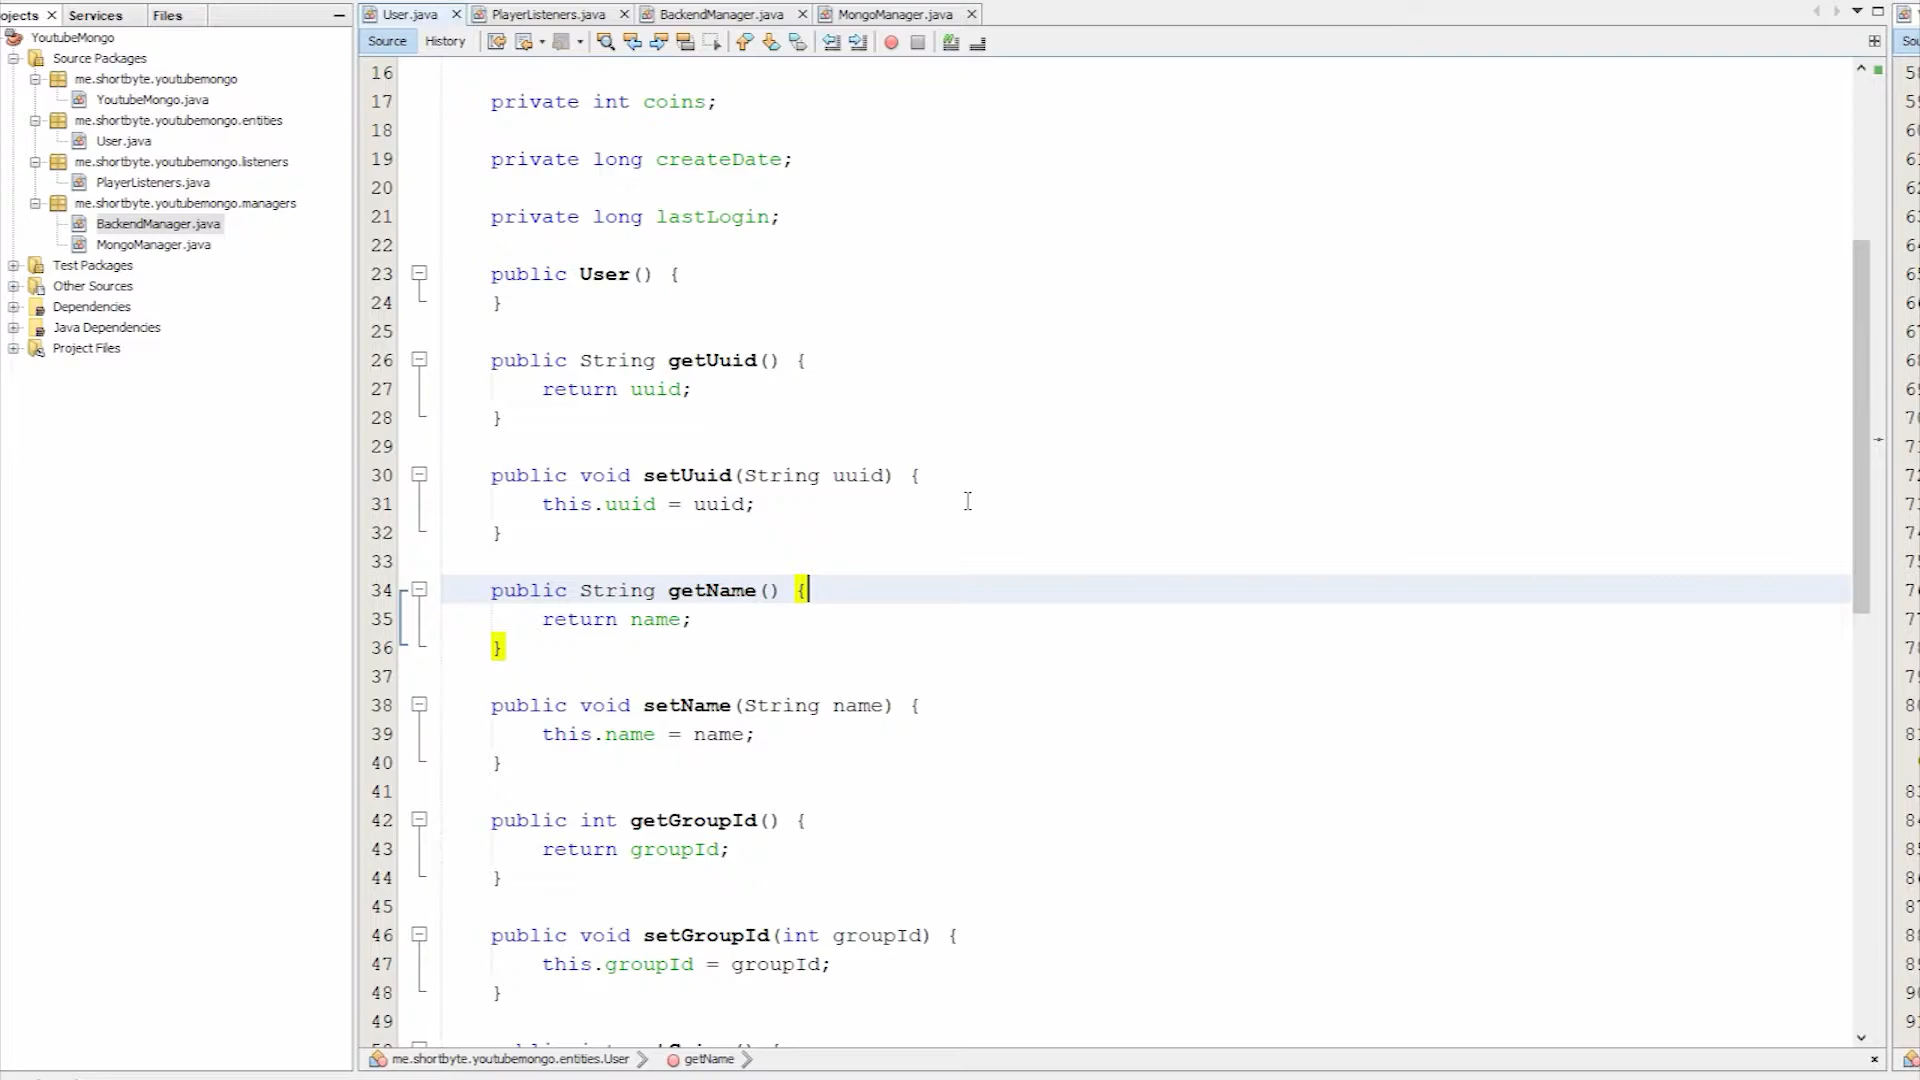 ojects
Services
Files
YoutubeMongo
Source Packages
me.shortbyte.youtubemongo
YoutubeMongo.java
me.shortbyte.youtubemongo.entities
User.java
me.shortbyte.youtubemongo.listeners
PlayerListeners.java
me.shortbyte.youtubemongo.managers
BackendManager.java
MongoManager.java
Test Packages
Other Sources
Dependencies
Java Dependencies
Project Files
User.java
PlayerListeners.java
BackendManager.java
MongoManager.java
Source
History
16
17 private int coins;
18
19 private long createDate;
20
21 private long lastLogin;
22
23 public User() {
24 }
25
26 public String getUuid() {
27 return uuid;
28 }
29
30 public void setUuid(String uuid) {
31 this.uuid = uuid;
32 }
33
34 public String getName() {
35 return name;
36 }
37
38 public void setName(String name) {
39 this.name = name;
40 }
41
42 public int getGroupId() {
43 return groupId;
44 }
45
46 public void setGroupId(int groupId) {
47 this.groupId = groupId;
48 }
49
me.shortbyte.youtubemongo.entities.User
getName